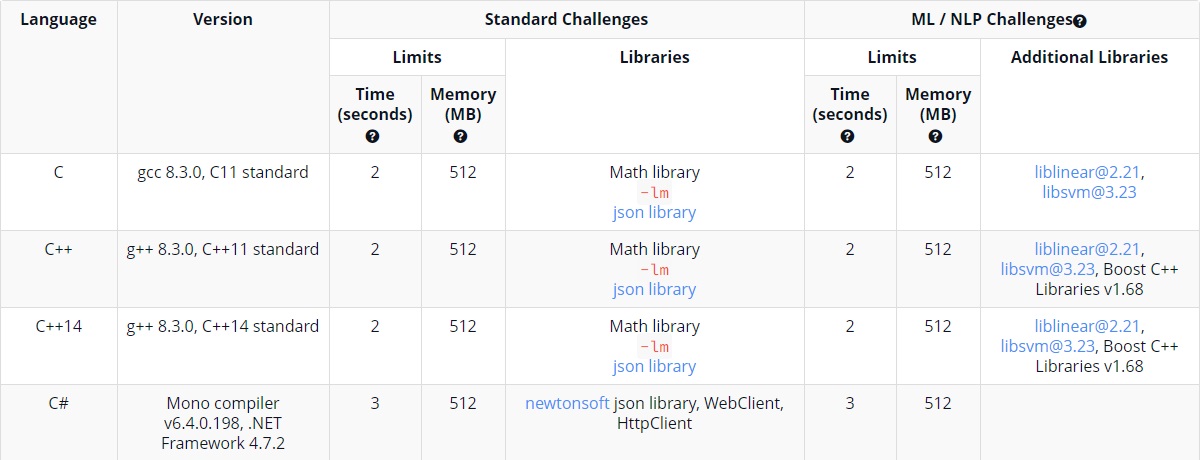 Language Version Standard Challenges ML / NLP Challenges
Limits Libraries Limits Additional Libraries
Time Memory Time Memory
(seconds) (MB) (seconds) (MB)
? ? ? ?
C gcc 8.3.0, C11 standard 2 512 Math library 2 512 liblinear@2.21,
-lm libsvm@3.23
json library
C++ g++ 8.3.0, C++11 standard 2 512 Math library 2 512 liblinear@2.21,
-lm libsvm@3.23, Boost C++
json library Libraries v1.68
C++14 g++ 8.3.0, C++14 standard 2 512 Math library 2 512 liblinear@2.21,
-lm libsvm@3.23, Boost C++
json library Libraries v1.68
C# Mono compiler 3 512 newtonsoft json library, WebClient, 3 512
v6.4.0.198, .NET HttpClient
Framework 4.7.2